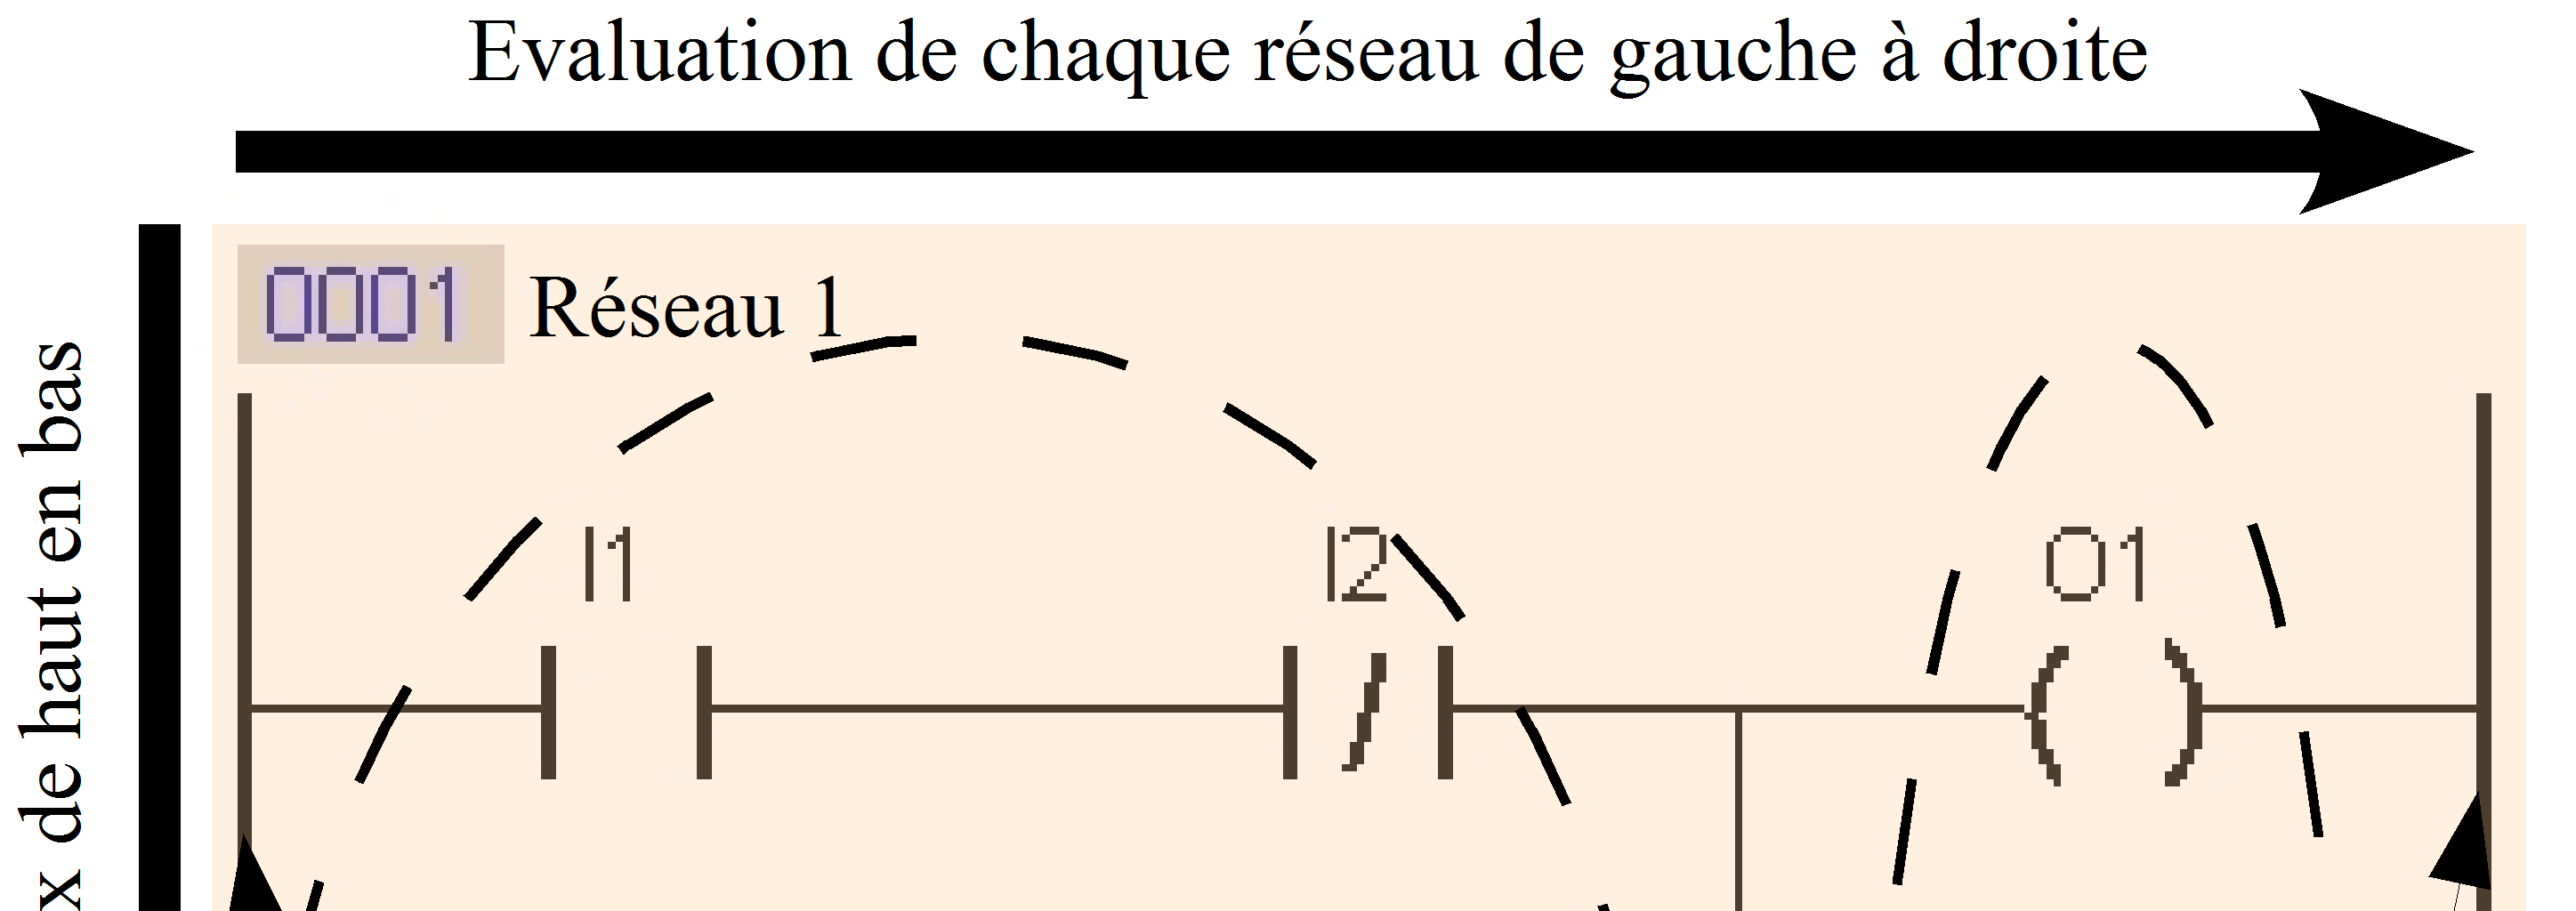 Evaluation de chaque réseau de gauche à droite
0001 Réseau 1
I1 I2 O1
x de haut en bas